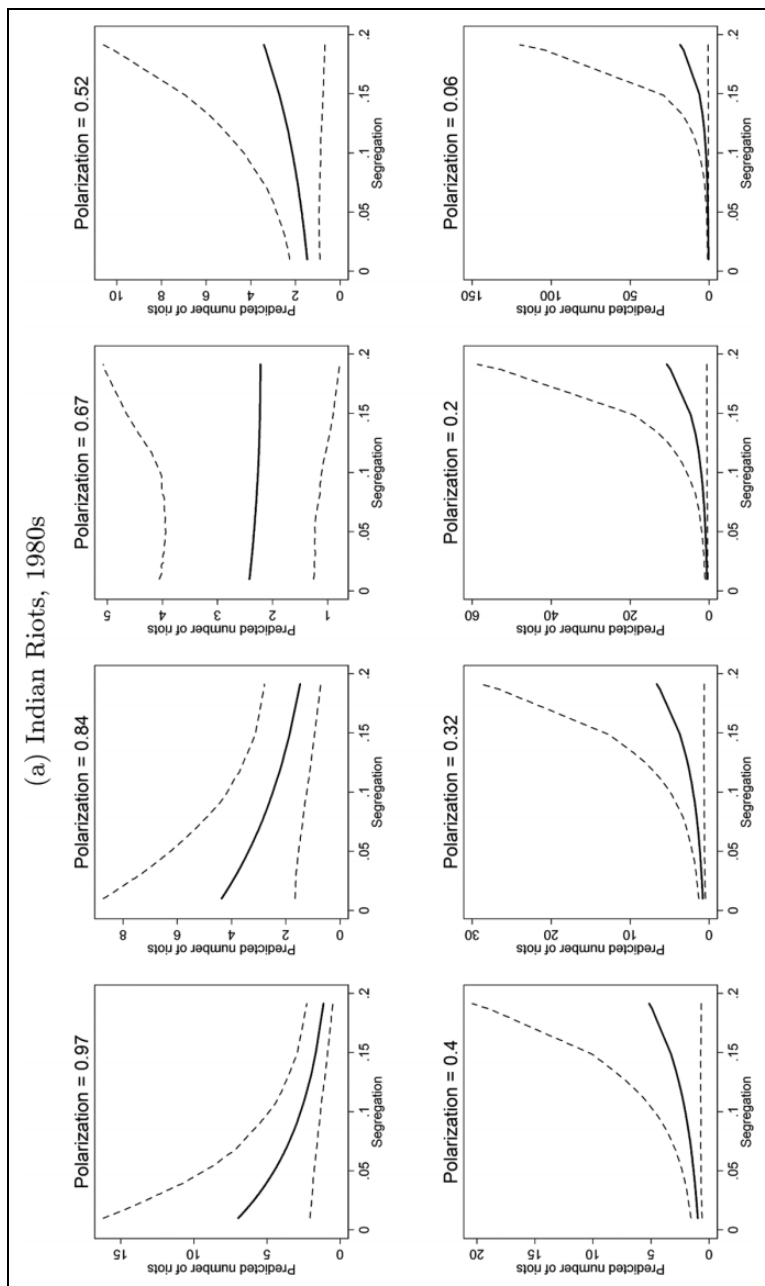 (a) Indian Riots, 1980s
Polarization = 0.97
Predicted number of riots
15
10
5
0
0 .05 .1 .15 .2
Segregation
Polarization = 0.84
Predicted number of riots
8
6
4
2
0
0 .05 .1 .15 .2
Segregation
Polarization = 0.67
Predicted number of riots
5
4
3
2
1
0 .05 .1 .15 .2
Segregation
Polarization = 0.52
Predicted number of riots
10
8
6
4
2
0
0 .05 .1 .15 .2
Segregation
Polarization = 0.4
Predicted number of riots
20
15
10
5
0
0 .05 .1 .15 .2
Segregation
Polarization = 0.32
Predicted number of riots
30
20
10
0
0 .05 .1 .15 .2
Segregation
Polarization = 0.2
Predicted number of riots
60
40
20
0
0 .05 .1 .15 .2
Segregation
Polarization = 0.06
Predicted number of riots
150
100
50
0
0 .05 .1 .15 .2
Segregation